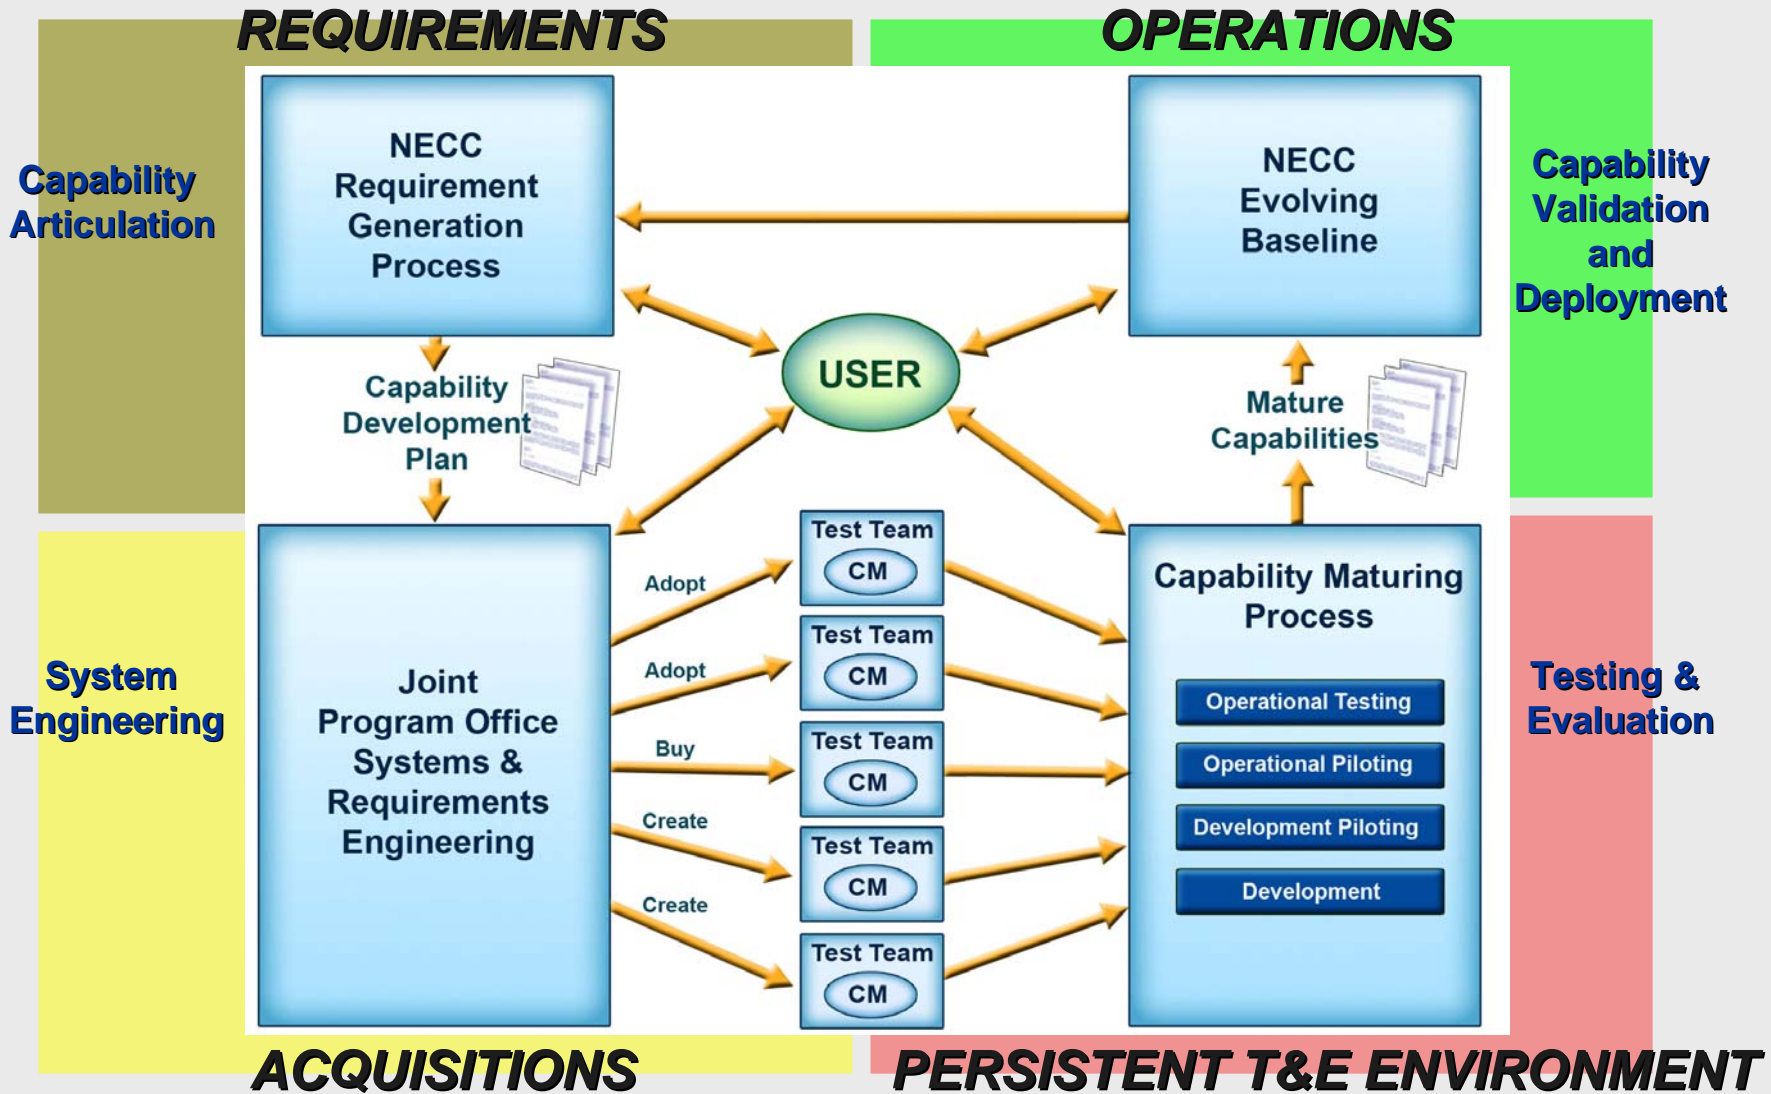 REQUIREMENTS
OPERATIONS
Capability
Articulation
NECC
Requirement
Generation
Process
NECC
Evolving
Baseline
Capability
Validation
and
Deployment
USER
Capability
Development
Plan
Mature
Capabilities
System
Engineering
Joint
Program Office
Systems &
Requirements
Engineering
Adopt
Adopt
Buy
Create
Create
Test Team
CM
Test Team
CM
Test Team
CM
Test Team
CM
Test Team
CM
Capability Maturing
Process
Operational Testing
Operational Piloting
Development Piloting
Development
Testing &
Evaluation
ACQUISITIONS
PERSISTENT T&E ENVIRONMENT